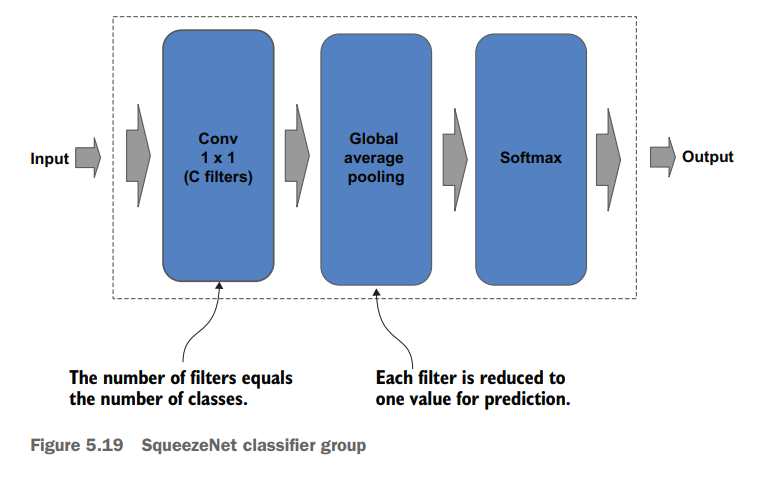 Input
Conv
1 x 1
(C filters)
Global
average
pooling
Softmax
Output
The number of filters equals
the number of classes.
Each filter is reduced to
one value for prediction.
Figure 5.19 SqueezeNet classifier group